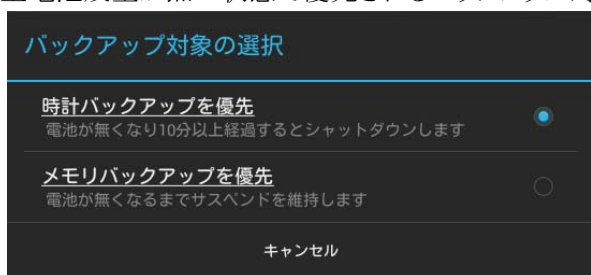 バックアップ対象の選択
時計バックアップを優先
電池が無くなり10分以上経過するとシャットダウンします
メモリバックアップを優先
電池が無くなるまでサスペンドを維持します
キャンセル